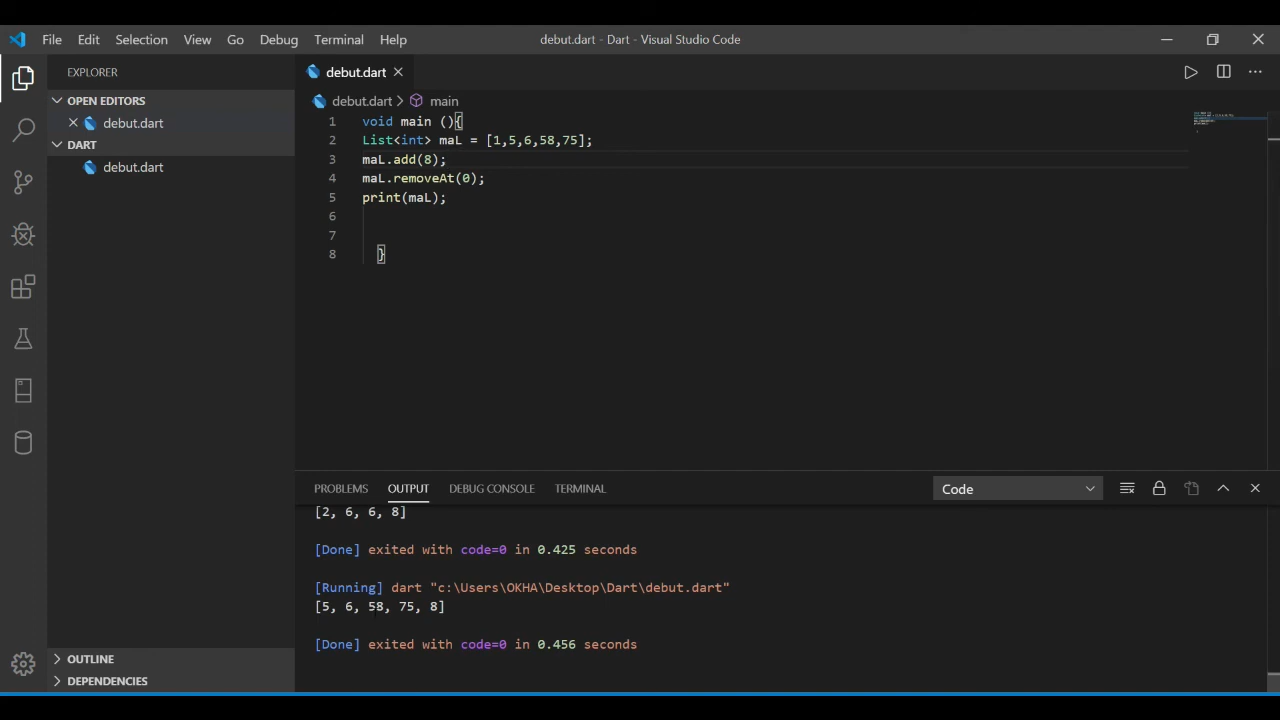 File Edit Selection View Go Debug Terminal Help debut.dart - Dart - Visual Studio Code
EXPLORER
OPEN EDITORS
debut.dart
DART
debut.dart
OUTLINE
DEPENDENCIES
debut.dart
debut.dart > main
1 void main (){
2 List<int> maL = [1,5,6,58,75];
3 maL.add(8);
4 maL.removeAt(0);
5 print(maL);
6
7
8 }
PROBLEMS OUTPUT DEBUG CONSOLE TERMINAL Code
[2, 6, 6, 8]
[Done] exited with code=0 in 0.425 seconds
[Running] dart "c:\Users\OKHA\Desktop\Dart\debut.dart"
[5, 6, 58, 75, 8]
[Done] exited with code=0 in 0.456 seconds